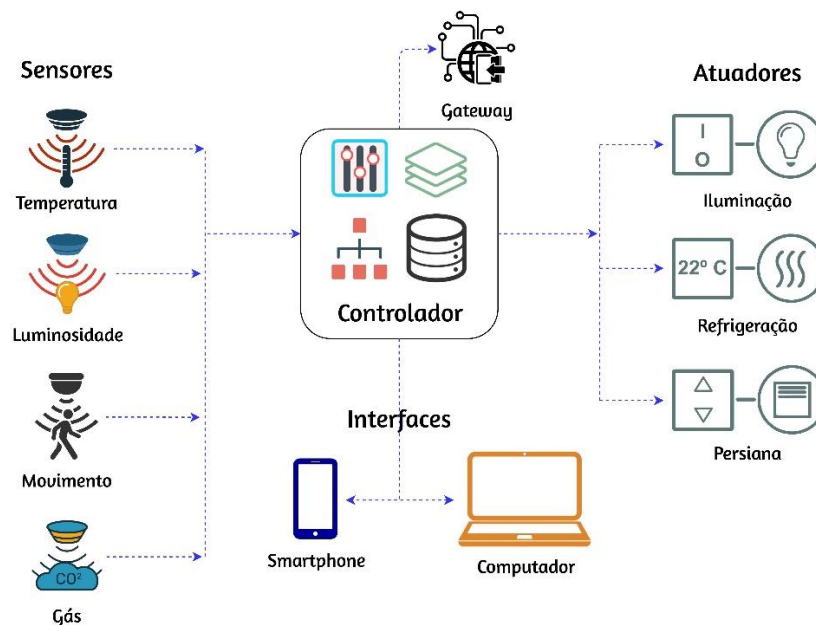 Sensores
Temperatura
Luminosidade
Movimento
CO²
Gás
Gateway
Controlador
Interfaces
Smartphone
Computador
Atuadores
I
O
Iluminação
22º C
Refrigeração
Persiana